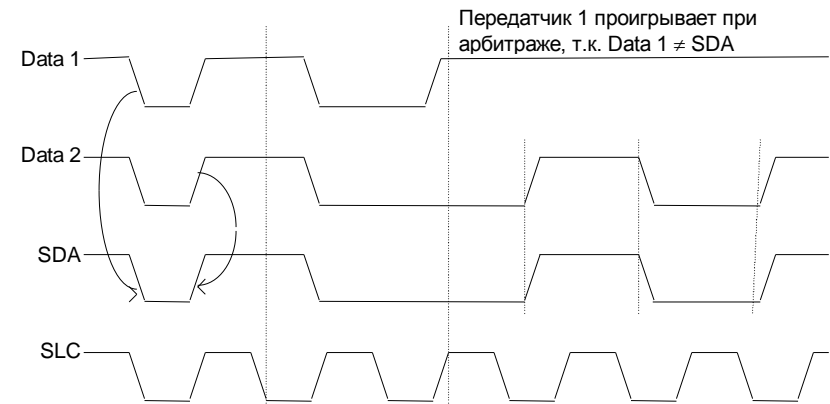 Передатчик 1 проигрывает при
арбитраже, т.к. Data 1 ≠ SDA
Data 1
Data 2
SDA
SLC